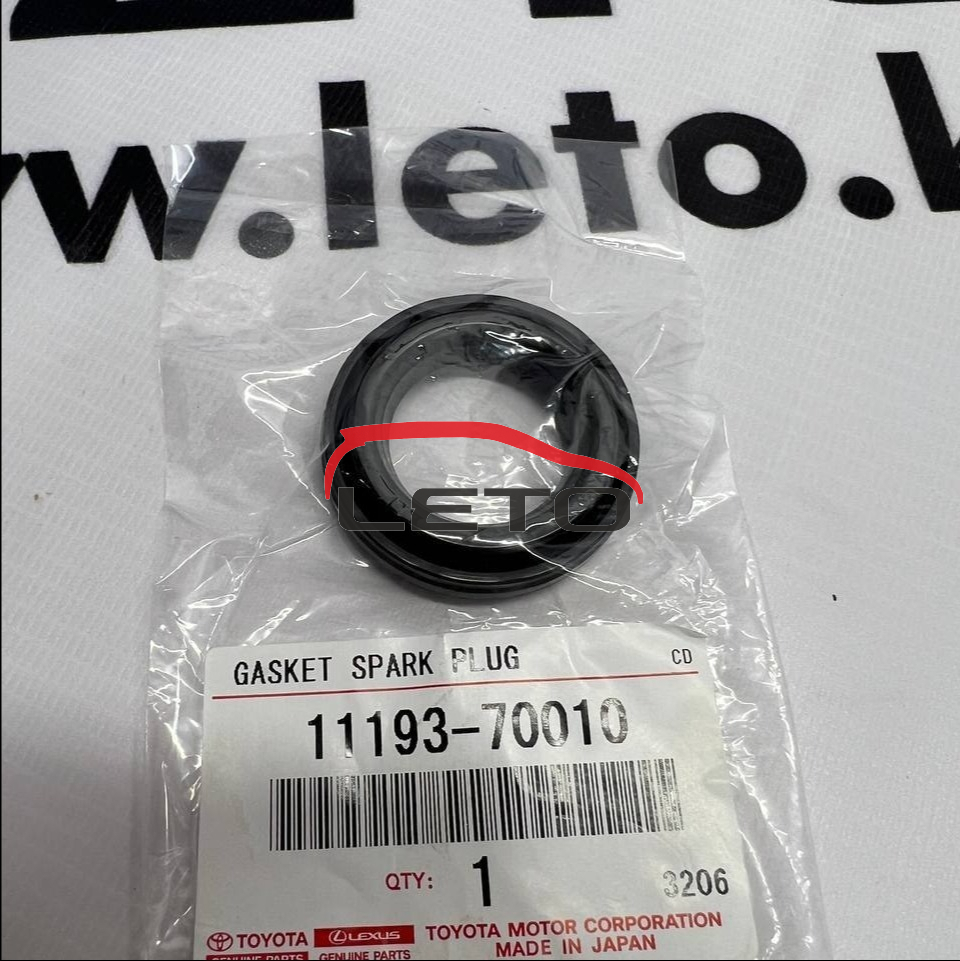 w.leto.
LETO
GASKET SPARK PLUG CD
11193-70010
QTY: 1 3206
TOYOTA LEXUS TOYOTA MOTOR CORPORATION
GENUINE PARTS GENUINE PARTS MADE IN JAPAN